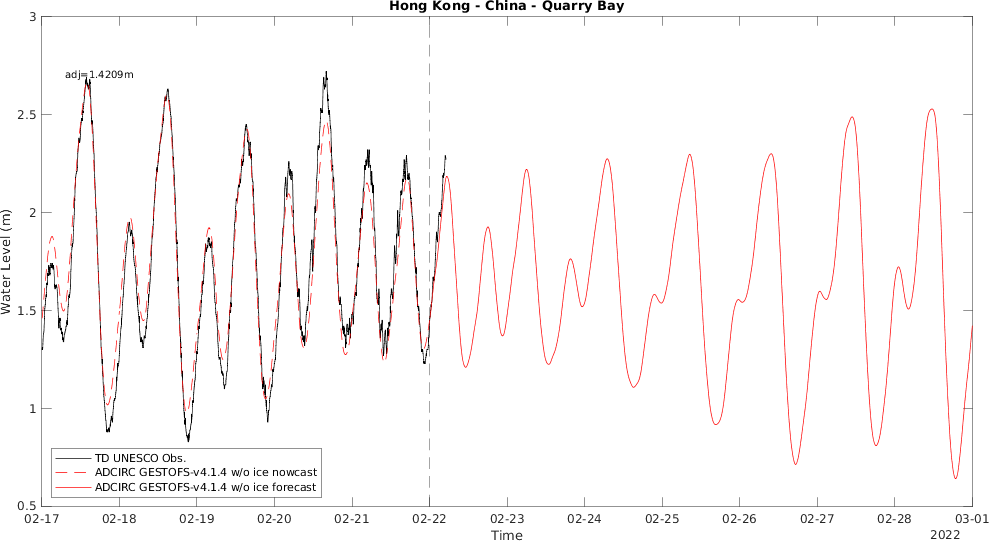 Hong Kong - China - Quarry Bay
3
adj=1.4209m
2.5
2
1.5
1
0.5
Water Level (m)
TD UNESCO Obs.
ADCIRC GESTOFS-v4.1.4 w/o ice nowcast
ADCIRC GESTOFS-v4.1.4 w/o ice forecast
02-17 02-18 02-19 02-20 02-21 02-22 02-23 02-24 02-25 02-26 02-27 02-28 03-01
Time
2022